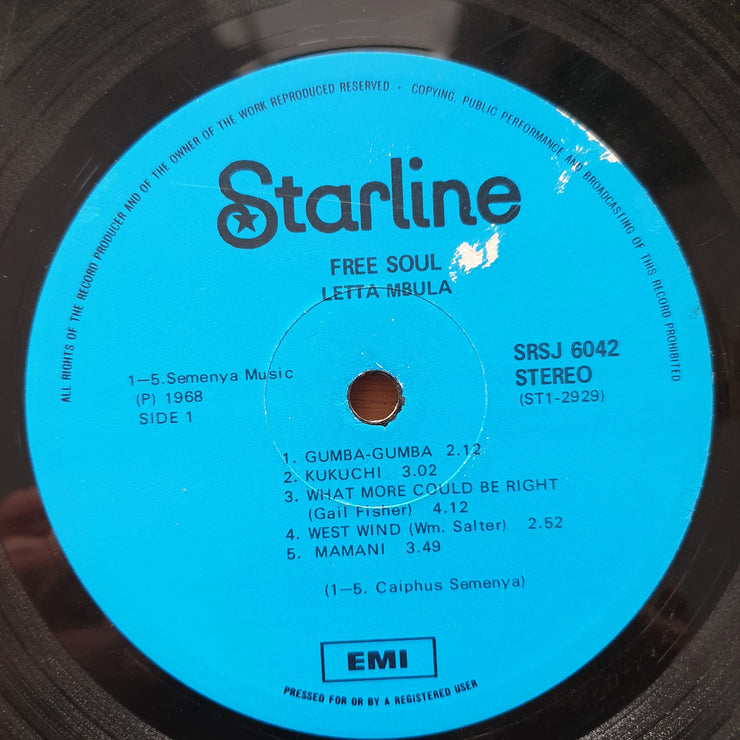 ALL RIGHTS OF THE RECORD PRODUCER AND OF THE OWNER OF THE WORK REPRODUCED RESERVED · COPYING, PUBLIC PERFORMANCE AND BROADCASTING OF THIS RECORD PROHIBITED
Starline
FREE SOUL
LETTA MBULA
1—5.Semenya Music
(P) 1968
SIDE 1
SRSJ 6042
STEREO
(ST1-2929)
1. GUMBA-GUMBA 2.12
2. KUKUCHI 3.02
3. WHAT MORE COULD BE RIGHT
(Gail Fisher) 4.12
4. WEST WIND (Wm. Salter) 2.52
5. MAMANI 3.49
(1—5. Caiphus Semenya)
EMI
PRESSED FOR OR BY A REGISTERED USER